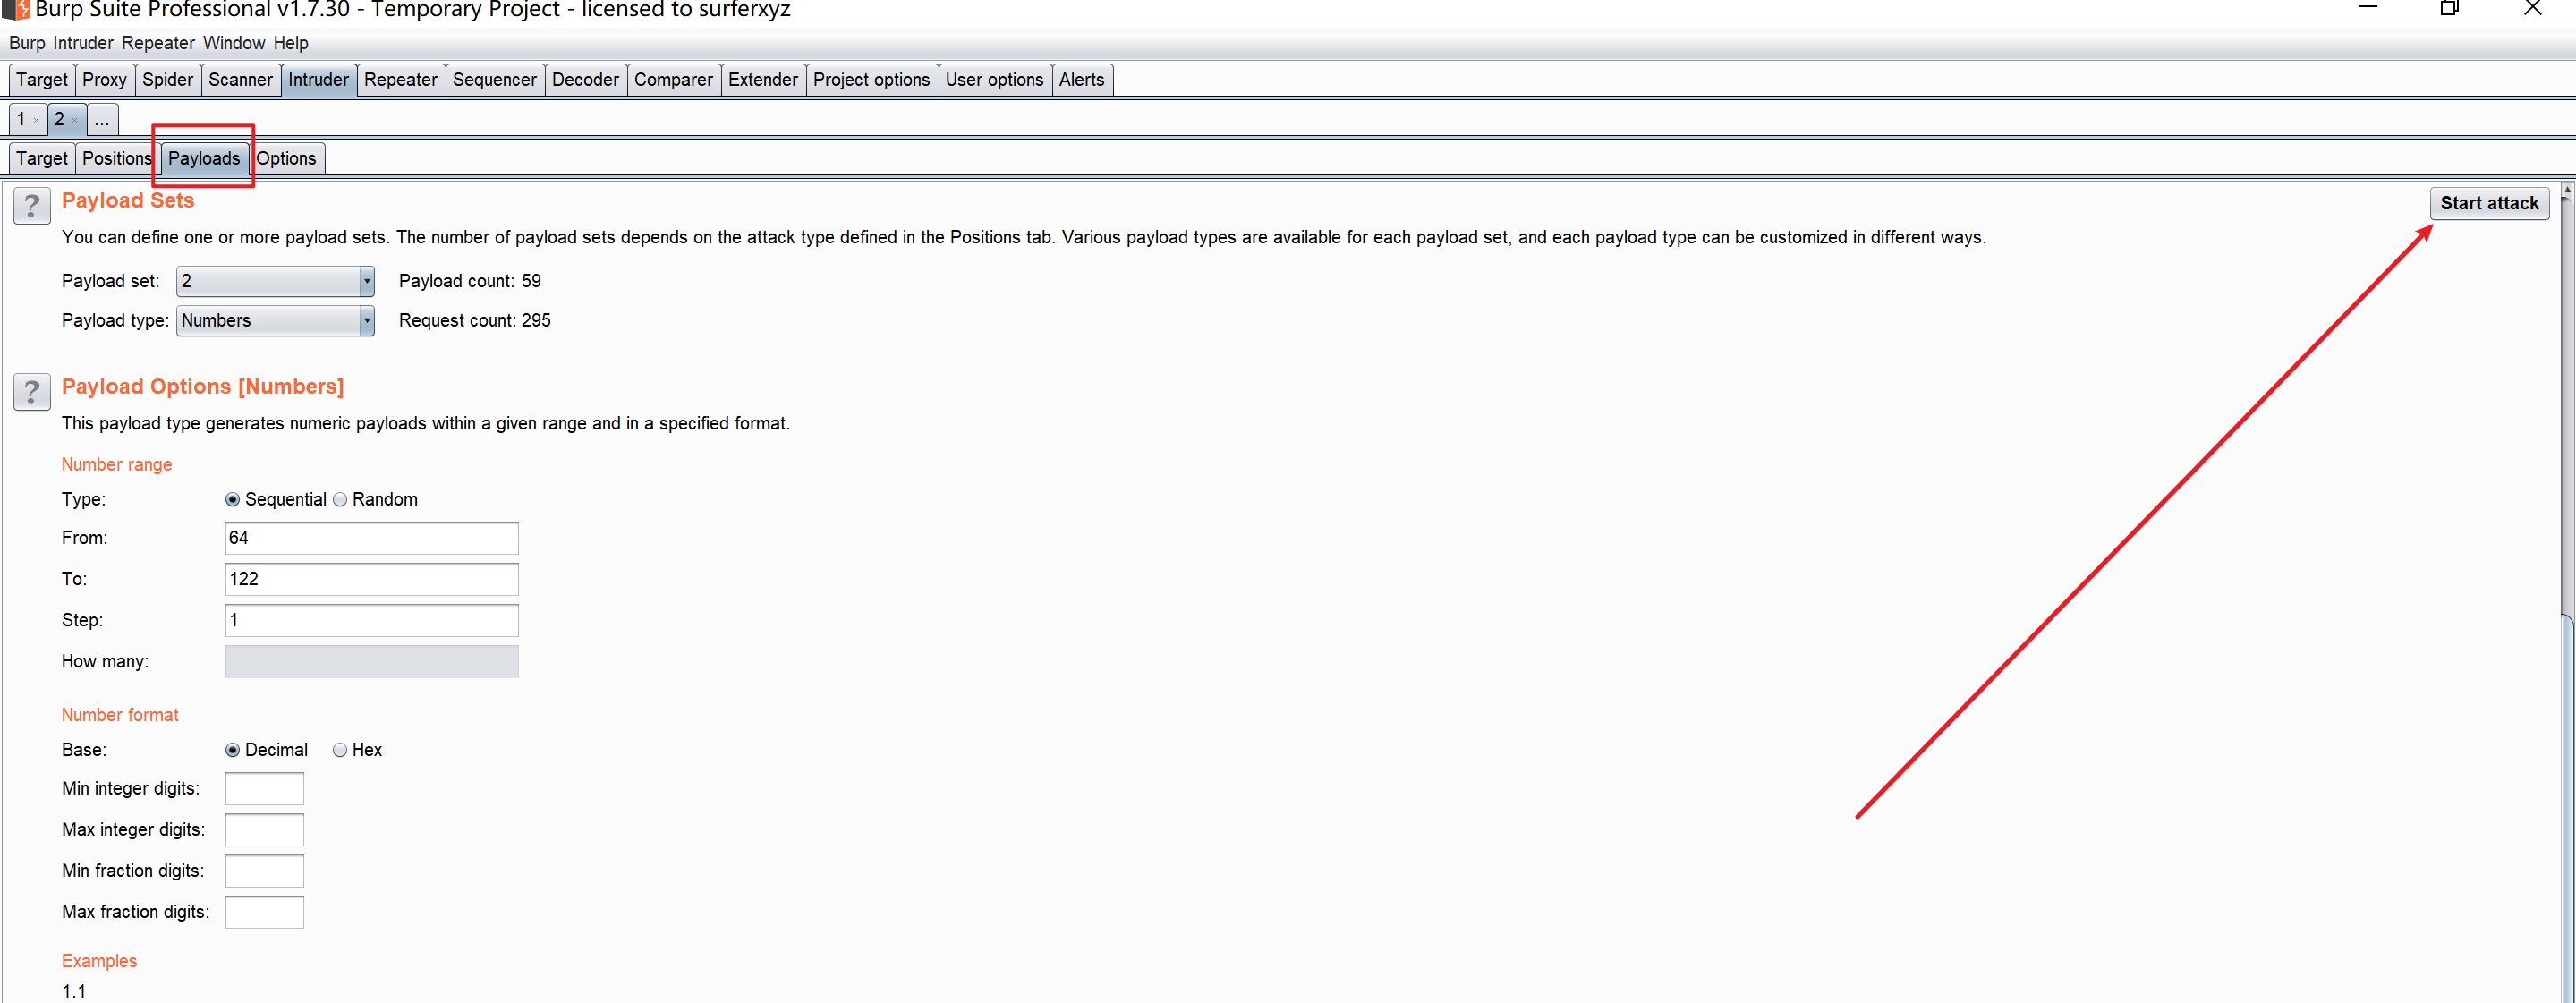 Burp Suite Professional v1.7.30 - Temporary Project - licensed to surferxyz
Burp Intruder Repeater Window Help
Target Proxy Spider Scanner Intruder Repeater Sequencer Decoder Comparer Extender Project options User options Alerts
1 × 2 × ...
Target Positions Payloads Options
? Payload Sets
Start attack
You can define one or more payload sets. The number of payload sets depends on the attack type defined in the Positions tab. Various payload types are available for each payload set, and each payload type can be customized in different ways.
Payload set: 2 Payload count: 59
Payload type: Numbers Request count: 295
? Payload Options [Numbers]
This payload type generates numeric payloads within a given range and in a specified format.
Number range
Type: Sequential Random
From: 64
To: 122
Step: 1
How many:
Number format
Base: Decimal Hex
Min integer digits:
Max integer digits:
Min fraction digits:
Max fraction digits:
Examples
1.1